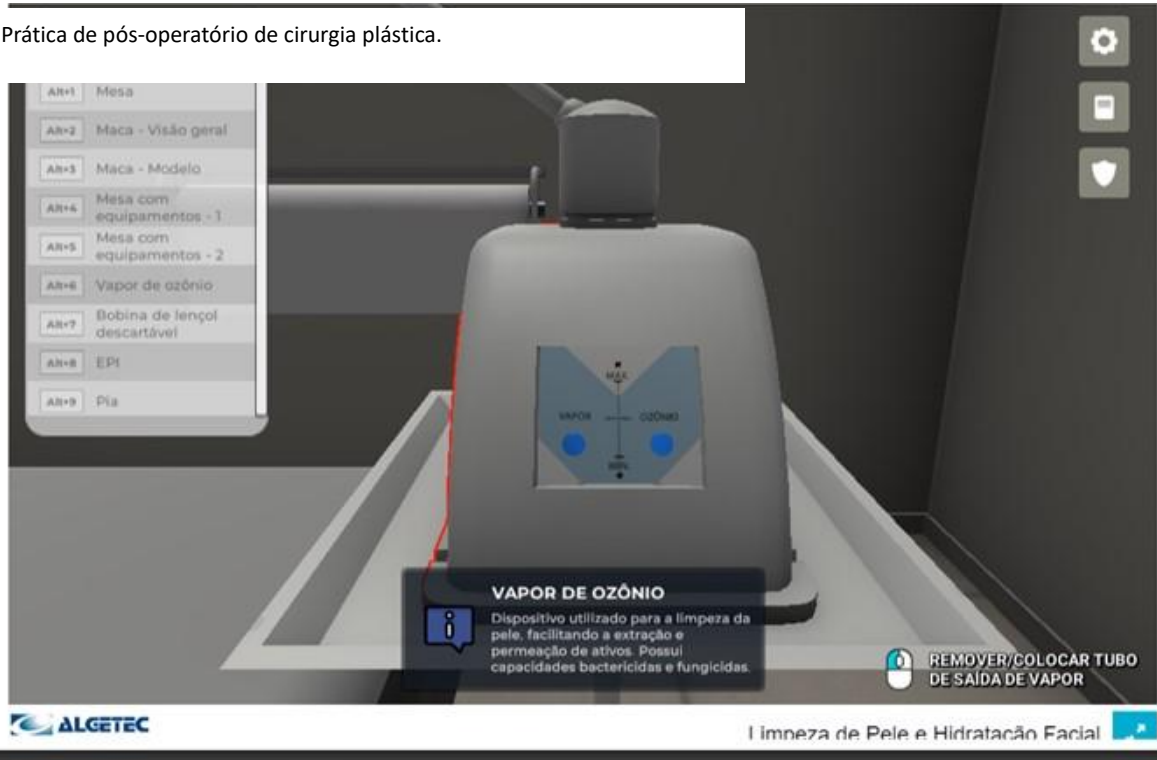 Prática de pós-operatório de cirurgia plástica.
Alt+1 Mesa
Alt+2 Maca - Visão geral
Alt+3 Maca - Modelo
Alt+4 Mesa com
equipamentos - 1
Alt+5 Mesa com
equipamentos - 2
Alt+6 Vapor de ozônio
Alt+7 Bobina de lençol
descartável
Alt+8 EPI
Alt+9 Pia
MÁX.
VAPOR
OZÔNIO
VAPOR DE OZÔNIO
Dispositivo utilizado para a limpeza da
pele, facilitando a extração e
permeação de ativos. Possui
capacidades bactericidas e fungicidas.
REMOVER/COLOCAR TUBO
DE SAÍDA DE VAPOR
ALGETEC
Limpeza de Pele e Hidratação Facial